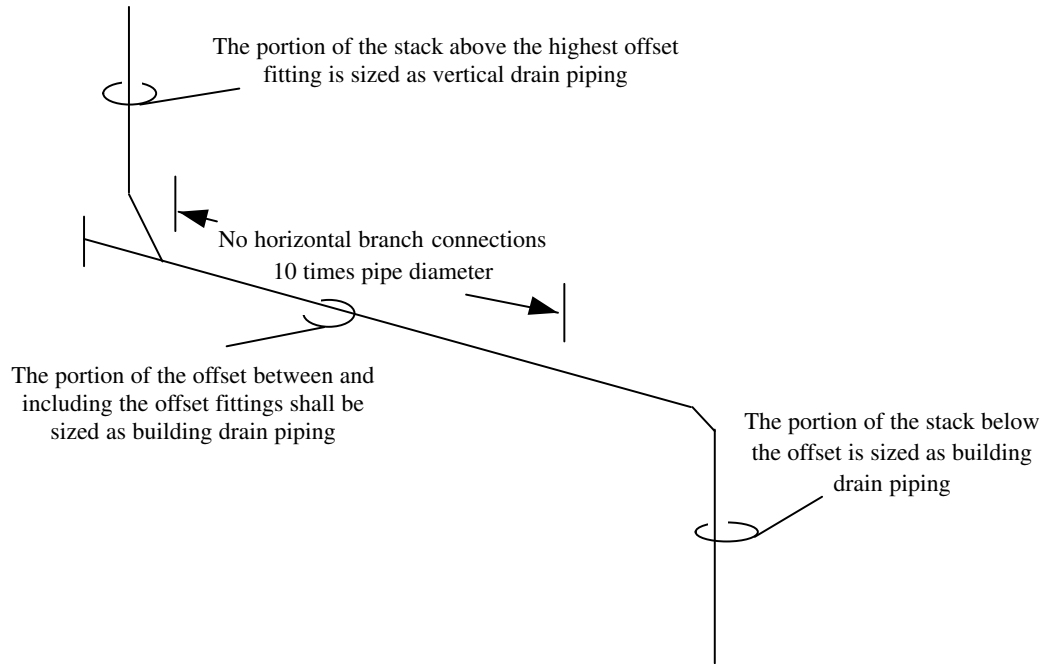 The portion of the stack above the highest offset
fitting is sized as vertical drain piping
No horizontal branch connections
10 times pipe diameter
The portion of the offset between and
including the offset fittings shall be
sized as building drain piping
The portion of the stack below
the offset is sized as building
drain piping